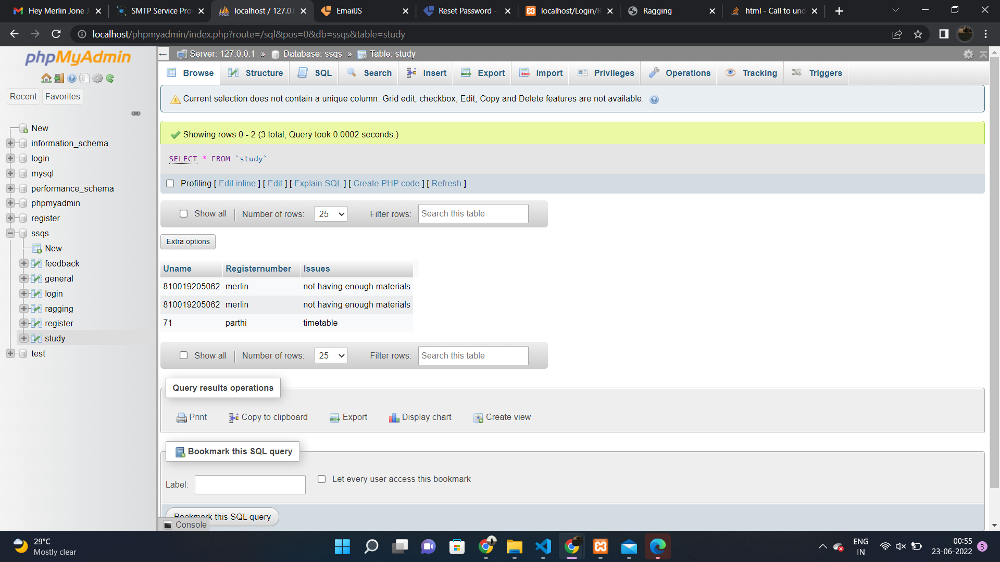 Hey Merlin Jone J
SMTP Service Pro
localhost / 127.0.0
EmailJS
Reset Password -
localhost/Login/R
Ragging
html - Call to und
localhost/phpmyadmin/index.php?route=/sql&pos=0&db=ssqs&table=study
phpMyAdmin
Recent Favorites
New
information_schema
login
mysql
performance_schema
phpmyadmin
register
ssqs
New
feedback
general
login
ragging
register
study
test
Server: 127.0.0.1 » Database: ssqs » Table: study
Browse Structure SQL Search Insert Export Import Privileges Operations Tracking Triggers
Current selection does not contain a unique column. Grid edit, checkbox, Edit, Copy and Delete features are not available.
Showing rows 0 - 2 (3 total, Query took 0.0002 seconds.)
SELECT * FROM `study`
Profiling [ Edit inline ] [ Edit ] [ Explain SQL ] [ Create PHP code ] [ Refresh ]
Show all | Number of rows: 25 Filter rows: Search this table
Extra options
Uname Registernumber Issues
810019205062 merlin not having enough materials
810019205062 merlin not having enough materials
71 parthi timetable
Show all | Number of rows: 25 Filter rows: Search this table
Query results operations
Print Copy to clipboard Export Display chart Create view
Bookmark this SQL query
Label: Let every user access this bookmark
Bookmark this SQL query
Console
29°C
Mostly clear
ENG
IN
00:55
23-06-2022
3